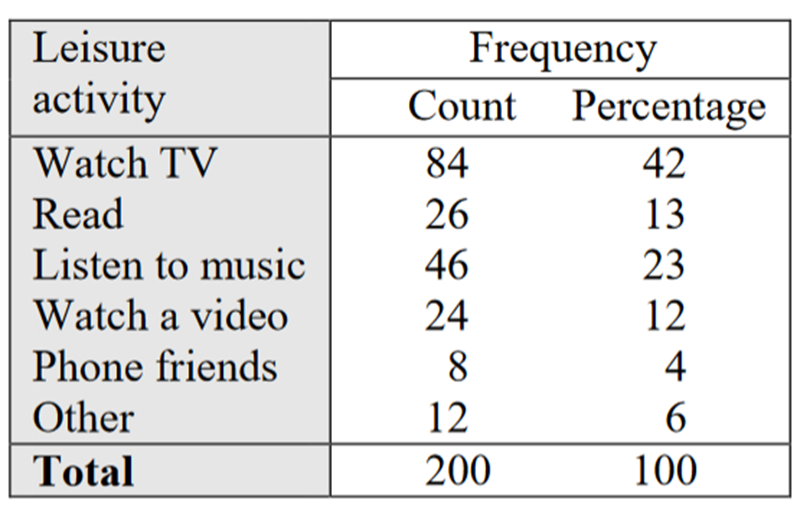 Leisure activity Frequency
Count Percentage
Watch TV 84 42
Read 26 13
Listen to music 46 23
Watch a video 24 12
Phone friends 8 4
Other 12 6
Total 200 100